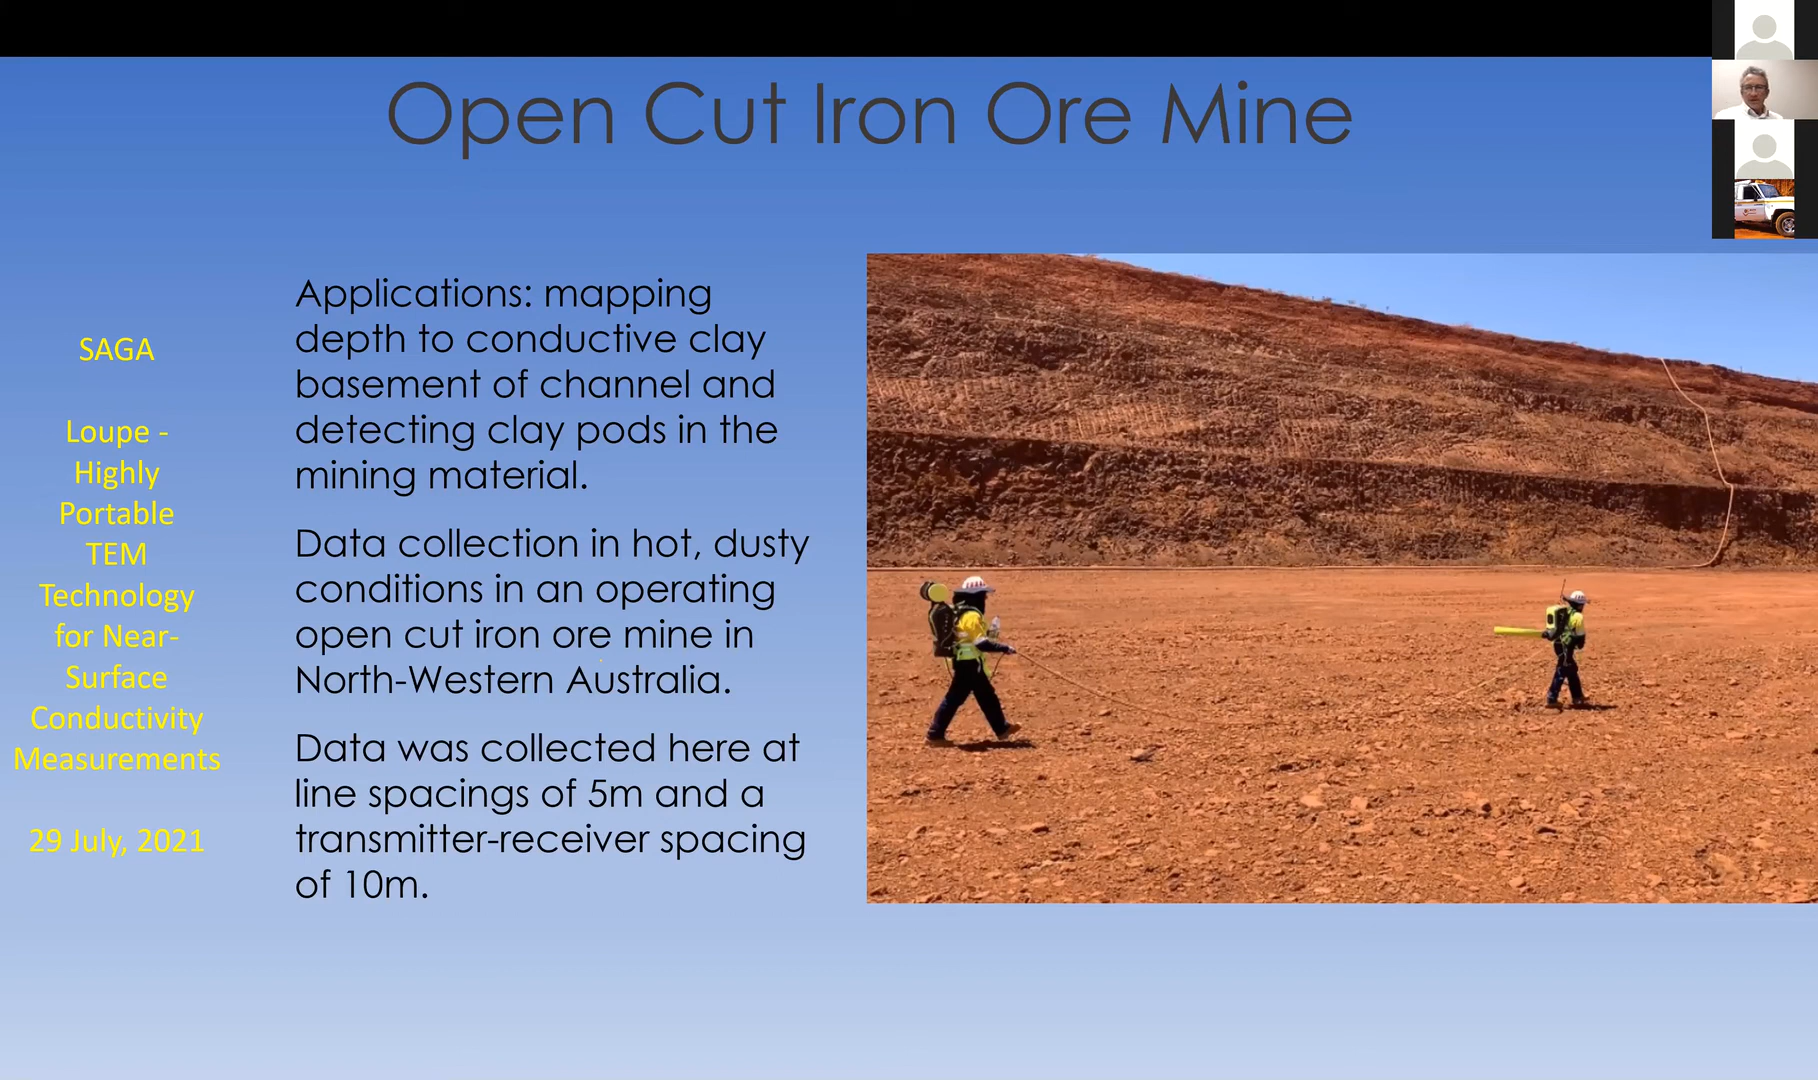 Open Cut Iron Ore Mine
SAGA
Loupe -
Highly
Portable
TEM
Technology
for Near-
Surface
Conductivity
Measurements
29 July, 2021
Applications: mapping
depth to conductive clay
basement of channel and
detecting clay pods in the
mining material.
Data collection in hot, dusty
conditions in an operating
open cut iron ore mine in
North-Western Australia.
Data was collected here at
line spacings of 5m and a
transmitter-receiver spacing
of 10m.